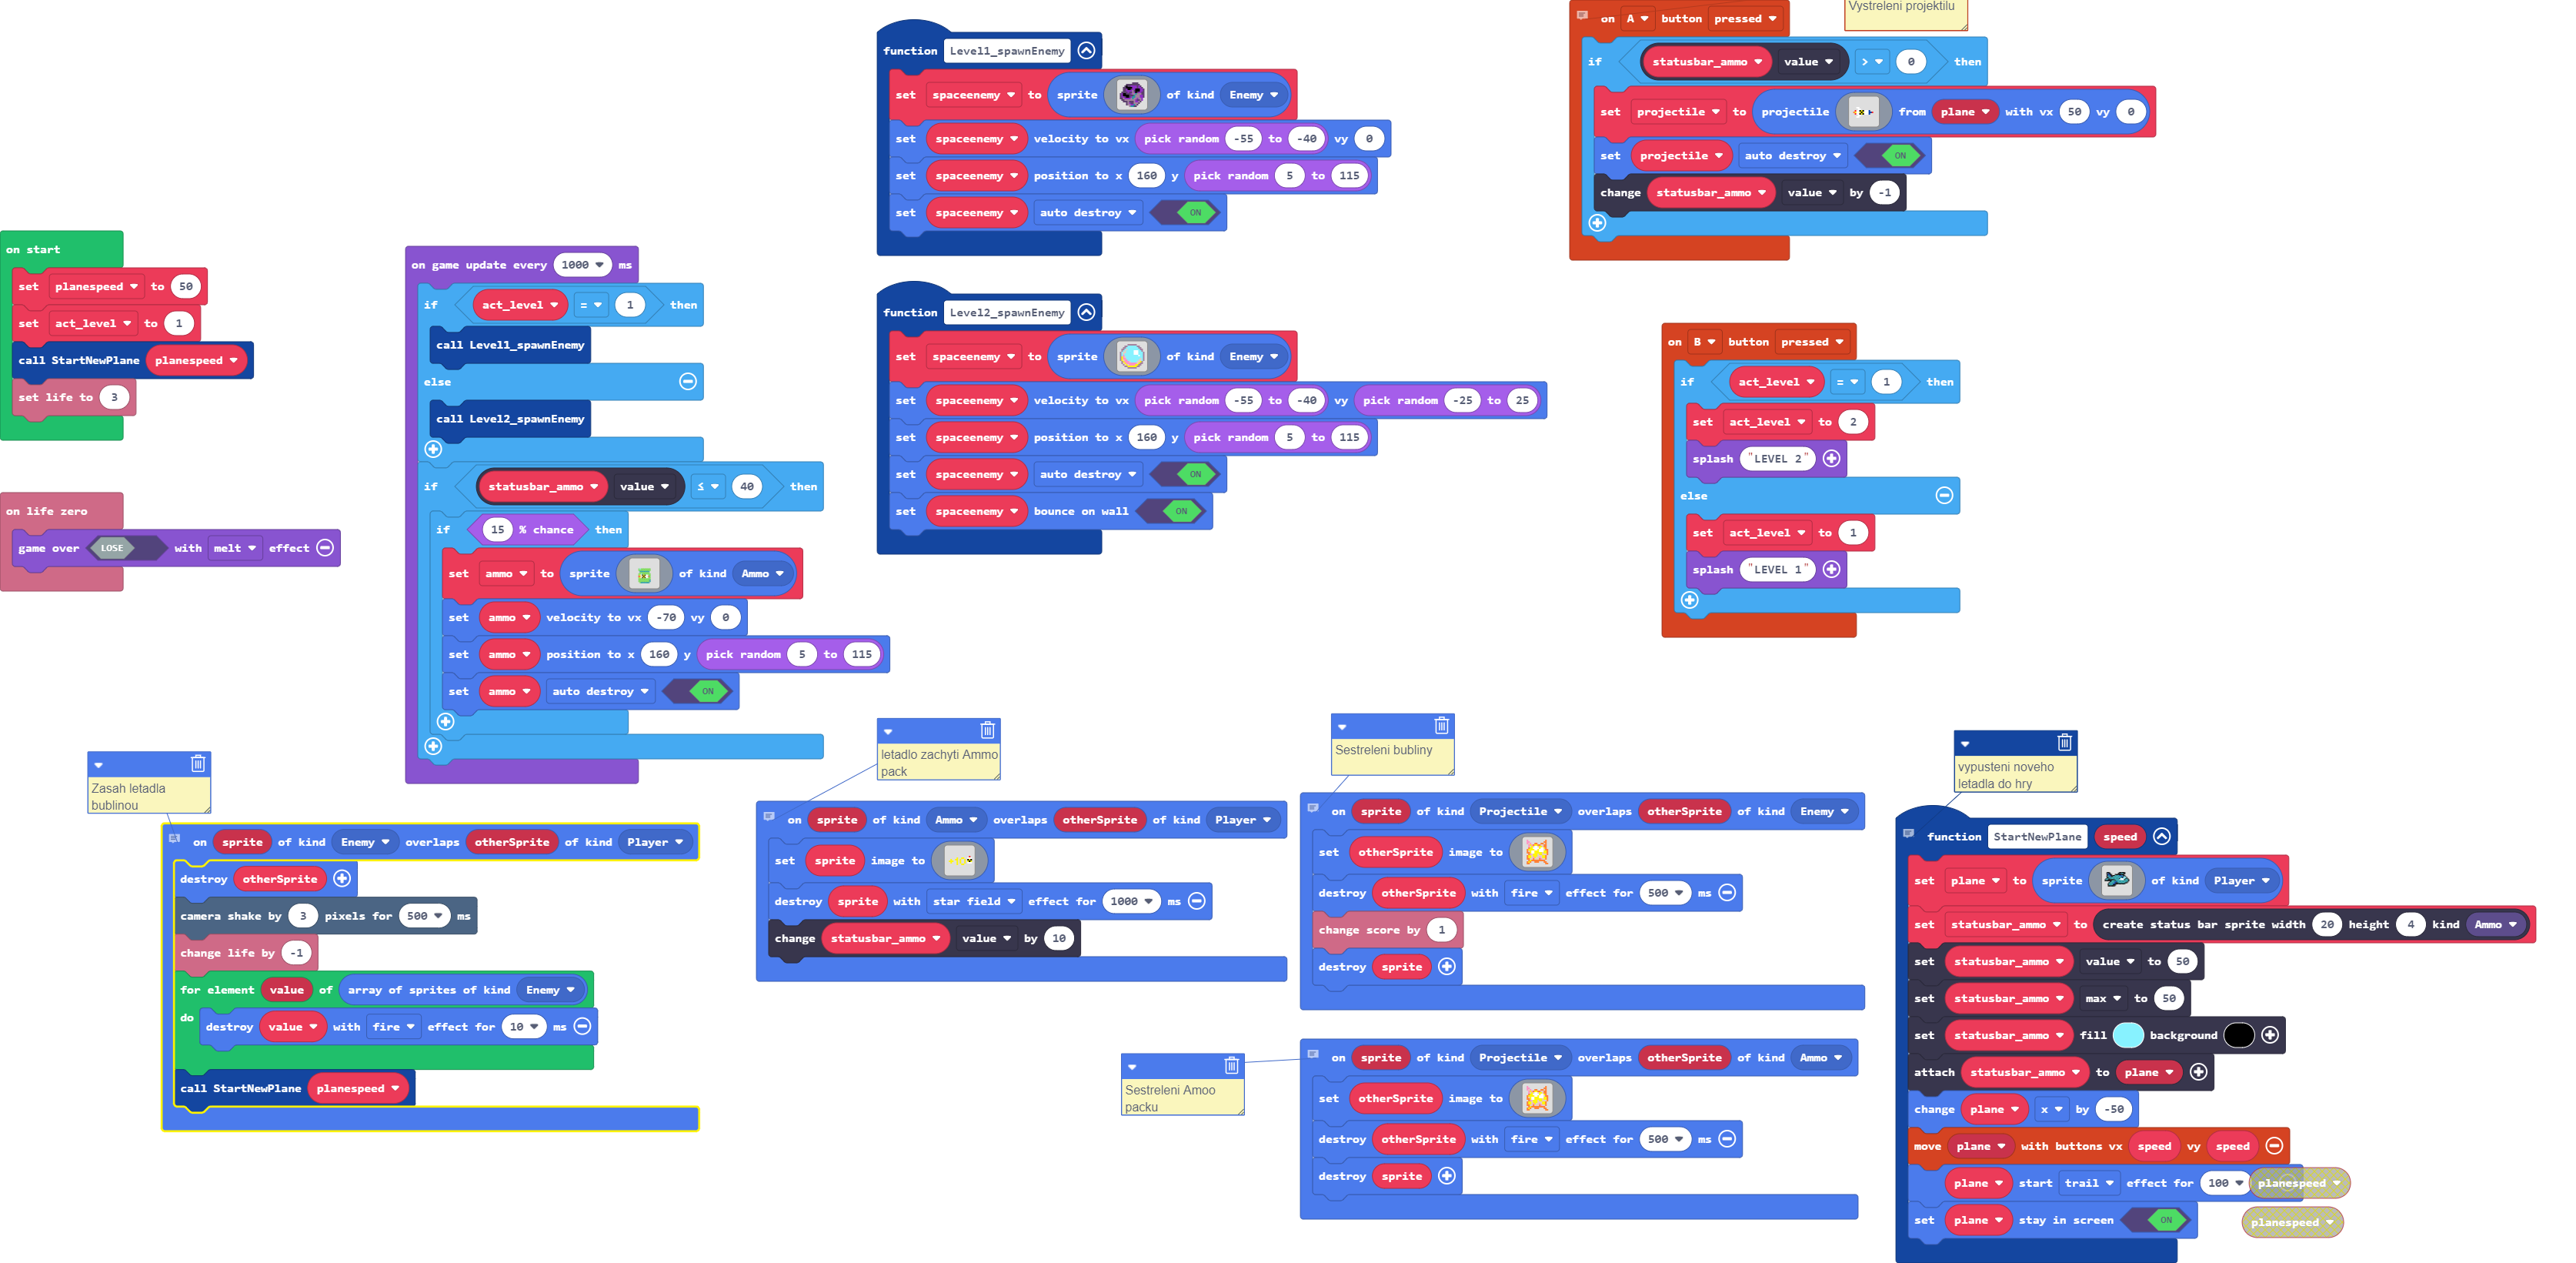 on start
set planespeed to 50
set act_level to 1
call StartNewPlane planespeed
set life to 3
on life zero
game over LOSE with melt effect
on game update every 1000 ms
if act_level = 1 then
call Level1_spawnEnemy
else
call Level2_spawnEnemy
if statusbar_ammo value ≤ 40 then
if 15 % chance then
set ammo to sprite of kind Ammo
set ammo velocity to vx -70 vy 0
set ammo position to x 160 y pick random 5 to 115
set ammo auto destroy ON
function Level1_spawnEnemy
set spaceenemy to sprite of kind Enemy
set spaceenemy velocity to vx pick random -55 to -40 vy 0
set spaceenemy position to x 160 y pick random 5 to 115
set spaceenemy auto destroy ON
function Level2_spawnEnemy
set spaceenemy to sprite of kind Enemy
set spaceenemy velocity to vx pick random -55 to -40 vy pick random -25 to 25
set spaceenemy position to x 160 y pick random 5 to 115
set spaceenemy auto destroy ON
set spaceenemy bounce on wall ON
Vystreleni projektilu
on A button pressed
if statusbar_ammo value > 0 then
set projectile to projectile from plane with vx 50 vy 0
set projectile auto destroy ON
change statusbar_ammo value by -1
on B button pressed
if act_level = 1 then
set act_level to 2
splash "LEVEL 2"
else
set act_level to 1
splash "LEVEL 1"
Zasah letadla
bublinou
on sprite of kind Enemy overlaps otherSprite of kind Player
destroy otherSprite
camera shake by 3 pixels for 500 ms
change life by -1
for element value of array of sprites of kind Enemy
do
destroy value with fire effect for 10 ms
call StartNewPlane planespeed
letadlo zachyti Ammo
pack
on sprite of kind Ammo overlaps otherSprite of kind Player
set sprite image to
destroy sprite with star field effect for 1000 ms
change statusbar_ammo value by 10
Sestreleni bubliny
on sprite of kind Projectile overlaps otherSprite of kind Enemy
set otherSprite image to
destroy otherSprite with fire effect for 500 ms
change score by 1
destroy sprite
Sestreleni Amoo
packu
on sprite of kind Projectile overlaps otherSprite of kind Ammo
set otherSprite image to
destroy otherSprite with fire effect for 500 ms
destroy sprite
vypusteni noveho
letadla do hry
function StartNewPlane speed
set plane to sprite of kind Player
set statusbar_ammo to create status bar sprite width 20 height 4 kind Ammo
set statusbar_ammo value to 50
set statusbar_ammo max to 50
set statusbar_ammo fill background
attach statusbar_ammo to plane
change plane x by -50
move plane with buttons vx speed vy speed
plane start trail effect for 100 planespeed
set plane stay in screen ON
planespeed